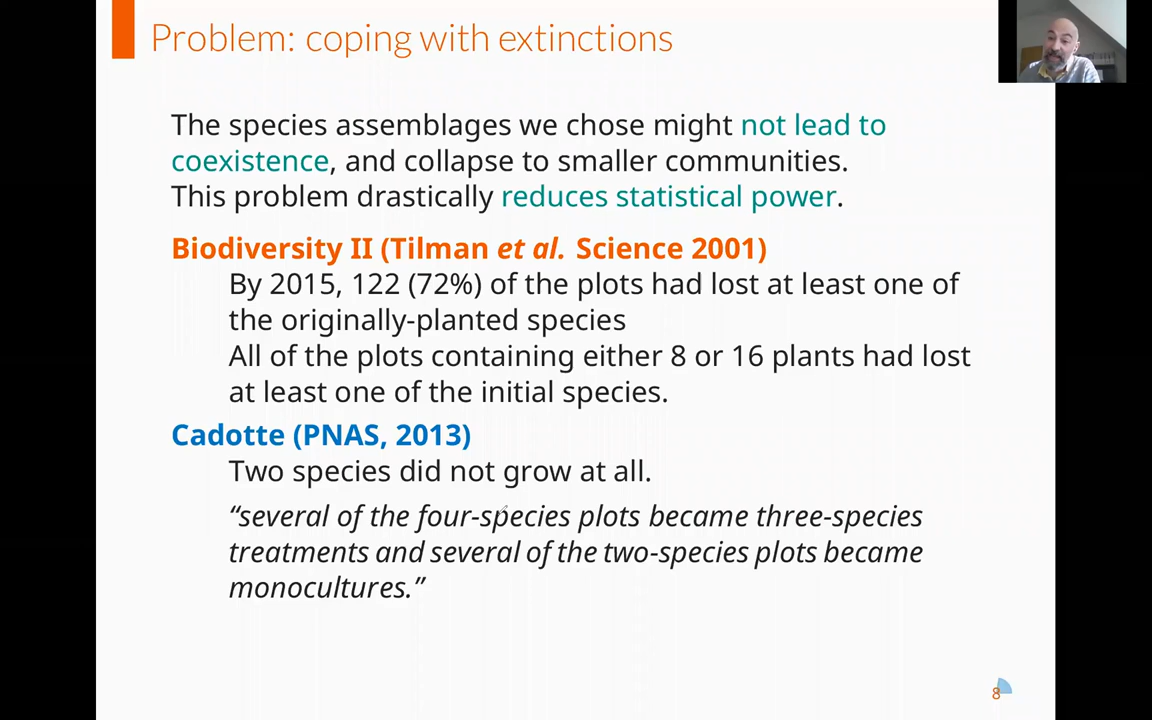 Problem: coping with extinctions
The species assemblages we chose might not lead to
coexistence, and collapse to smaller communities.
This problem drastically reduces statistical power.
Biodiversity II (Tilman et al. Science 2001)
By 2015, 122 (72%) of the plots had lost at least one of
the originally-planted species
All of the plots containing either 8 or 16 plants had lost
at least one of the initial species.
Cadotte (PNAS, 2013)
Two species did not grow at all.
“several of the four-species plots became three-species
treatments and several of the two-species plots became
monocultures.”
8